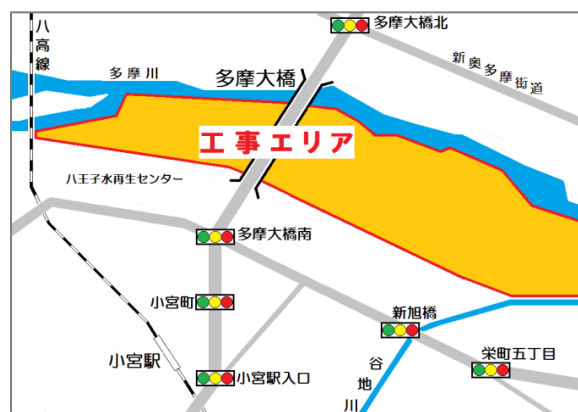 八高線
多摩大橋北
新奥多摩街道
多摩川
多摩大橋
工事エリア
八王子水再生センター
多摩大橋南
小宮町
新旭橋
小宮駅
小宮駅入口
谷地川
栄町五丁目